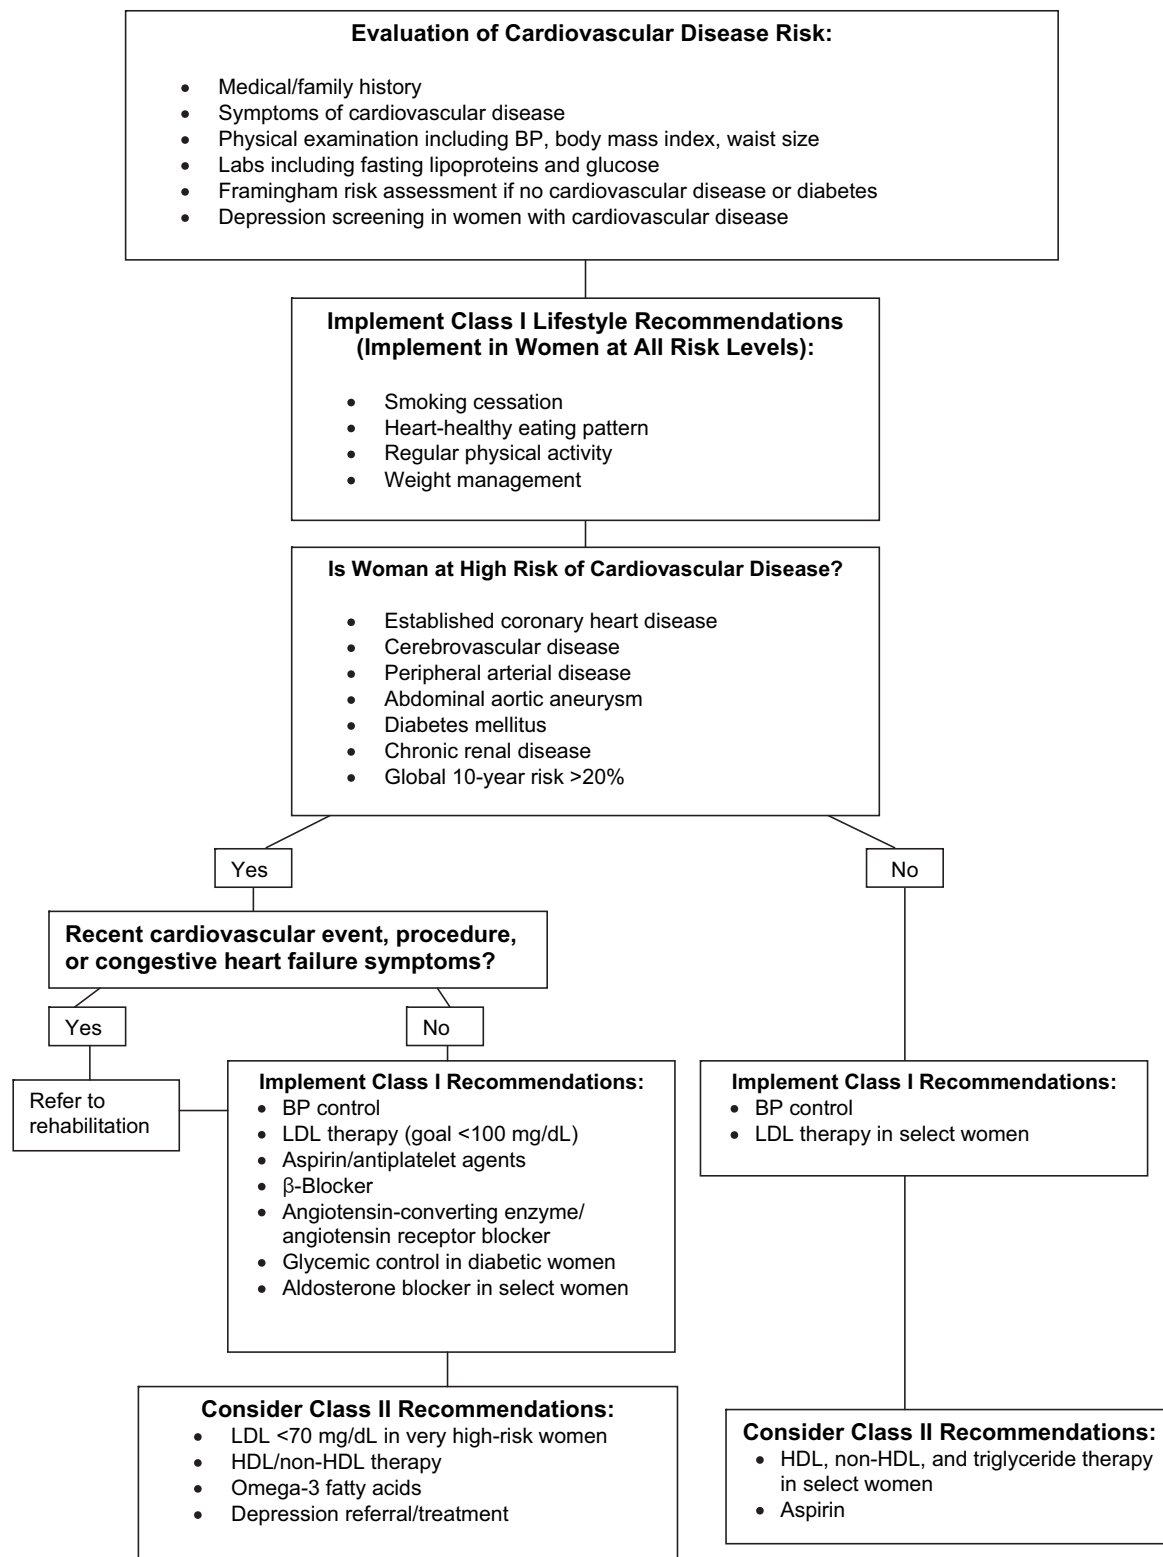 Evaluation of Cardiovascular Disease Risk:
• Medical/family history
• Symptoms of cardiovascular disease
• Physical examination including BP, body mass index, waist size
• Labs including fasting lipoproteins and glucose
• Framingham risk assessment if no cardiovascular disease or diabetes
• Depression screening in women with cardiovascular disease
Implement Class I Lifestyle Recommendations
(Implement in Women at All Risk Levels):
• Smoking cessation
• Heart-healthy eating pattern
• Regular physical activity
• Weight management
Is Woman at High Risk of Cardiovascular Disease?
• Established coronary heart disease
• Cerebrovascular disease
• Peripheral arterial disease
• Abdominal aortic aneurysm
• Diabetes mellitus
• Chronic renal disease
• Global 10-year risk >20%
Yes
No
Recent cardiovascular event, procedure,
or congestive heart failure symptoms?
Yes
No
Refer to
rehabilitation
Implement Class I Recommendations:
• BP control
• LDL therapy (goal <100 mg/dL)
• Aspirin/antiplatelet agents
• β-Blocker
• Angiotensin-converting enzyme/
angiotensin receptor blocker
• Glycemic control in diabetic women
• Aldosterone blocker in select women
Implement Class I Recommendations:
• BP control
• LDL therapy in select women
Consider Class II Recommendations:
• LDL <70 mg/dL in very high-risk women
• HDL/non-HDL therapy
• Omega-3 fatty acids
• Depression referral/treatment
Consider Class II Recommendations:
• HDL, non-HDL, and triglyceride therapy
in select women
• Aspirin